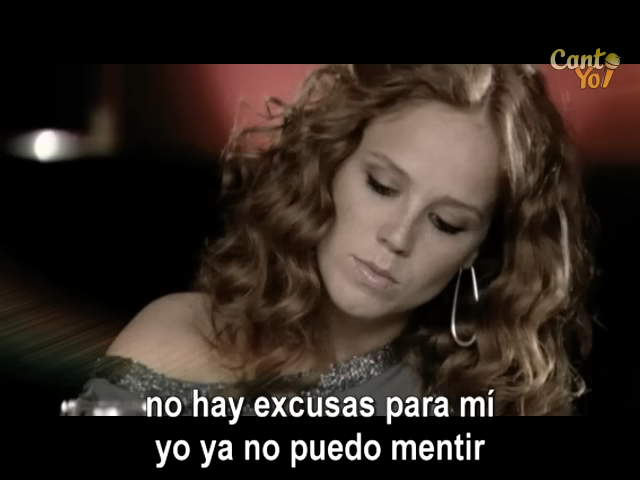 Canto
Yo!
no hay excusas para mí
yo ya no puedo mentir